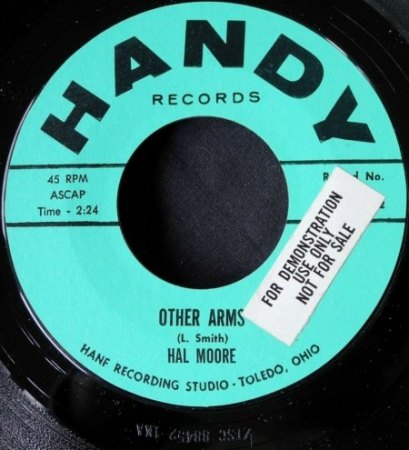 HANDY
RECORDS
45 RPM
ASCAP
Time - 2:24
No.
FOR DEMONSTRATION
USE ONLY
NOT FOR SALE
OTHER ARMS
(L. Smith)
HAL MOORE
HANF RECORDING STUDIO - TOLEDO, OHIO